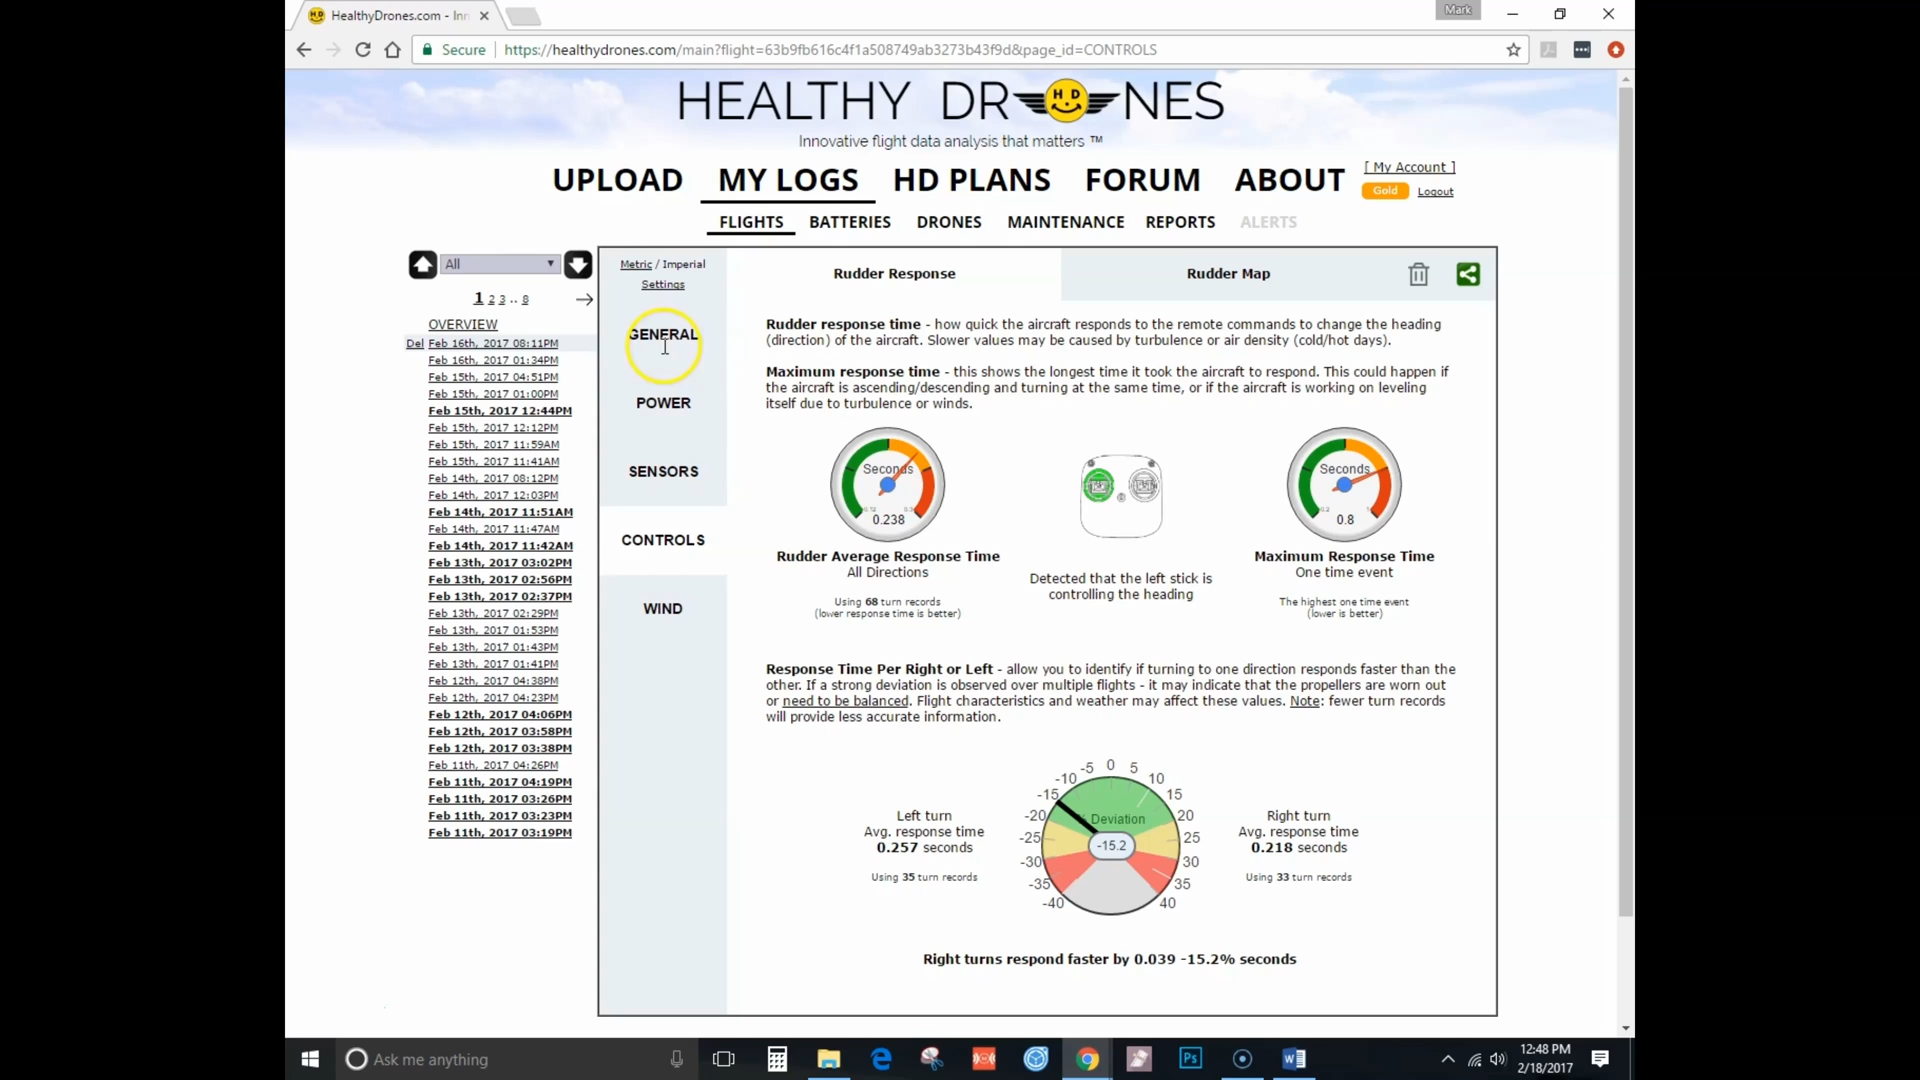 HealthyDrones.com - Inn
Mark
Secure
https://healthydrones.com/main?flight=63b9fb616c4f1a508749ab3273b43f9d&page_id=CONTROLS
HEALTHY DR H D NES
Innovative flight data analysis that matters ™
UPLOAD MY LOGS HD PLANS FORUM ABOUT
[ My Account ]
Gold Logout
FLIGHTS BATTERIES DRONES MAINTENANCE REPORTS ALERTS
All
1 2 3 .. 8
OVERVIEW
Del Feb 16th, 2017 08:11PM
Feb 16th, 2017 01:34PM
Feb 15th, 2017 04:51PM
Feb 15th, 2017 01:00PM
Feb 15th, 2017 12:44PM
Feb 15th, 2017 12:12PM
Feb 15th, 2017 11:59AM
Feb 15th, 2017 11:41AM
Feb 14th, 2017 08:12PM
Feb 14th, 2017 12:03PM
Feb 14th, 2017 11:51AM
Feb 14th, 2017 11:47AM
Feb 14th, 2017 11:42AM
Feb 13th, 2017 03:02PM
Feb 13th, 2017 02:56PM
Feb 13th, 2017 02:37PM
Feb 13th, 2017 02:29PM
Feb 13th, 2017 01:53PM
Feb 13th, 2017 01:43PM
Feb 13th, 2017 01:41PM
Feb 12th, 2017 04:38PM
Feb 12th, 2017 04:23PM
Feb 12th, 2017 04:06PM
Feb 12th, 2017 03:58PM
Feb 12th, 2017 03:38PM
Feb 11th, 2017 04:26PM
Feb 11th, 2017 04:19PM
Feb 11th, 2017 03:26PM
Feb 11th, 2017 03:23PM
Feb 11th, 2017 03:19PM
Metric / Imperial
Settings
GENERAL
POWER
SENSORS
CONTROLS
WIND
Rudder Response
Rudder Map
Rudder response time - how quick the aircraft responds to the remote commands to change the heading
(direction) of the aircraft. Slower values may be caused by turbulence or air density (cold/hot days).
Maximum response time - this shows the longest time it took the aircraft to respond. This could happen if
the aircraft is ascending/descending and turning at the same time, or if the aircraft is working on leveling
itself due to turbulence or winds.
Seconds
0.238
Rudder Average Response Time
All Directions
Using 68 turn records
(lower response time is better)
Detected that the left stick is
controlling the heading
Seconds
0.8
Maximum Response Time
One time event
The highest one time event
(lower is better)
Response Time Per Right or Left - allow you to identify if turning to one direction responds faster than the
other. If a strong deviation is observed over multiple flights - it may indicate that the propellers are worn out
or need to be balanced. Flight characteristics and weather may affect these values. Note: fewer turn records
will provide less accurate information.
Left turn
Avg. response time
0.257 seconds
Using 35 turn records
-40 -35 -30 -25 -20 -15 -10 -5 0 5 10 15 20 25 30 35 40
Deviation
-15.2
Right turn
Avg. response time
0.218 seconds
Using 33 turn records
Right turns respond faster by 0.039 -15.2% seconds
Ask me anything
Ps
12:48 PM
2/18/2017